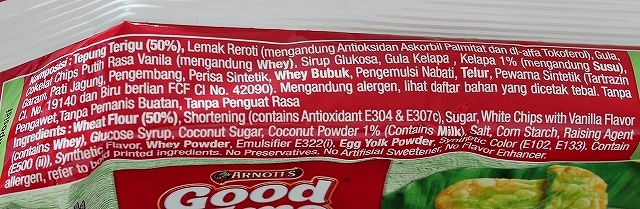 Komposisi : Tepung Terigu (50%), Lemak Reroti (mengandung Antioksidan Askorbil Palmitat dan dl-alfa Tokoferol), Gula,
Cokelat Chips Putih Rasa Vanila (mengandung Whey), Sirup Glukosa, Gula Kelapa , Kelapa 1% (mengandung Susu),
Garam, Pati Jagung, Pengembang, Perisa Sintetik, Whey Bubuk, Pengemulsi Nabati, Telur, Pewarna Sintetik (Tartrazin
CI. No. 19140 dan Biru berlian FCF CI No. 42090). Mengandung alergen, lihat daftar bahan yang dicetak tebal. Tanpa
Pengawet, Tanpa Pemanis Buatan, Tanpa Penguat Rasa
Ingredients : Wheat Flour (50%), Shortening (contains Antioxidant E304 & E307c), Sugar, White Chips with Vanilla Flavor
(contains Whey), Glucose Syrup, Coconut Sugar, Coconut Powder 1% (Contains Milk), Salt, Corn Starch, Raising Agent
(E500 (ii)), Synthetic Flavor, Whey Powder, Emulsifier E322(i), Egg Yolk Powder, Synthetic Color (E102, E133). Contain
allergen, refer to bold printed ingredients. No Preservatives, No Artifisial Sweetener, No Flavor Enhancer.
ARNOTT'S
Good